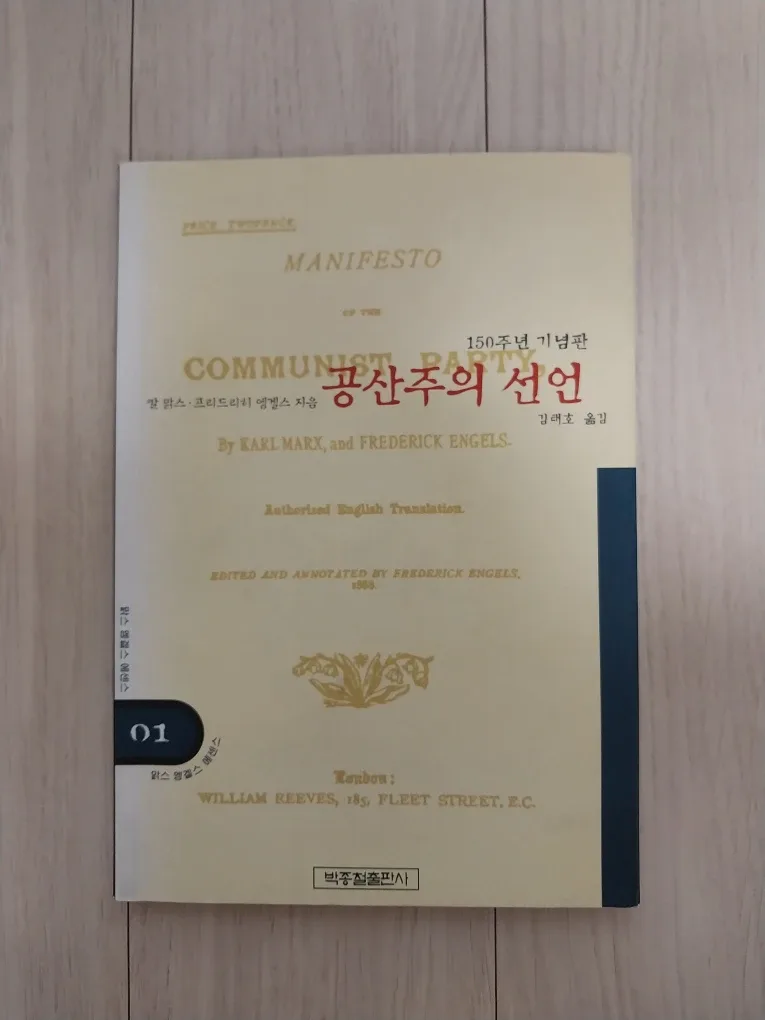 PRICE TWOPENCE
MANIFESTO
OF THE
150주년 기념판
COMMUNIST PARTY,
공산주의 선언
칼 맑스·프리드리히 엥겔스 지음
김태호 옮김
By KARL MARX, and FREDERICK ENGELS.
Authorized English Translation.
EDITED AND ANNOTATED BY FREDERICK ENGELS,
1888.
맑스 엥겔스 에센스
01
맑스 엥겔스 에센스
London:
WILLIAM REEVES, 185, FLEET STREET, E.C.
박종철출판사